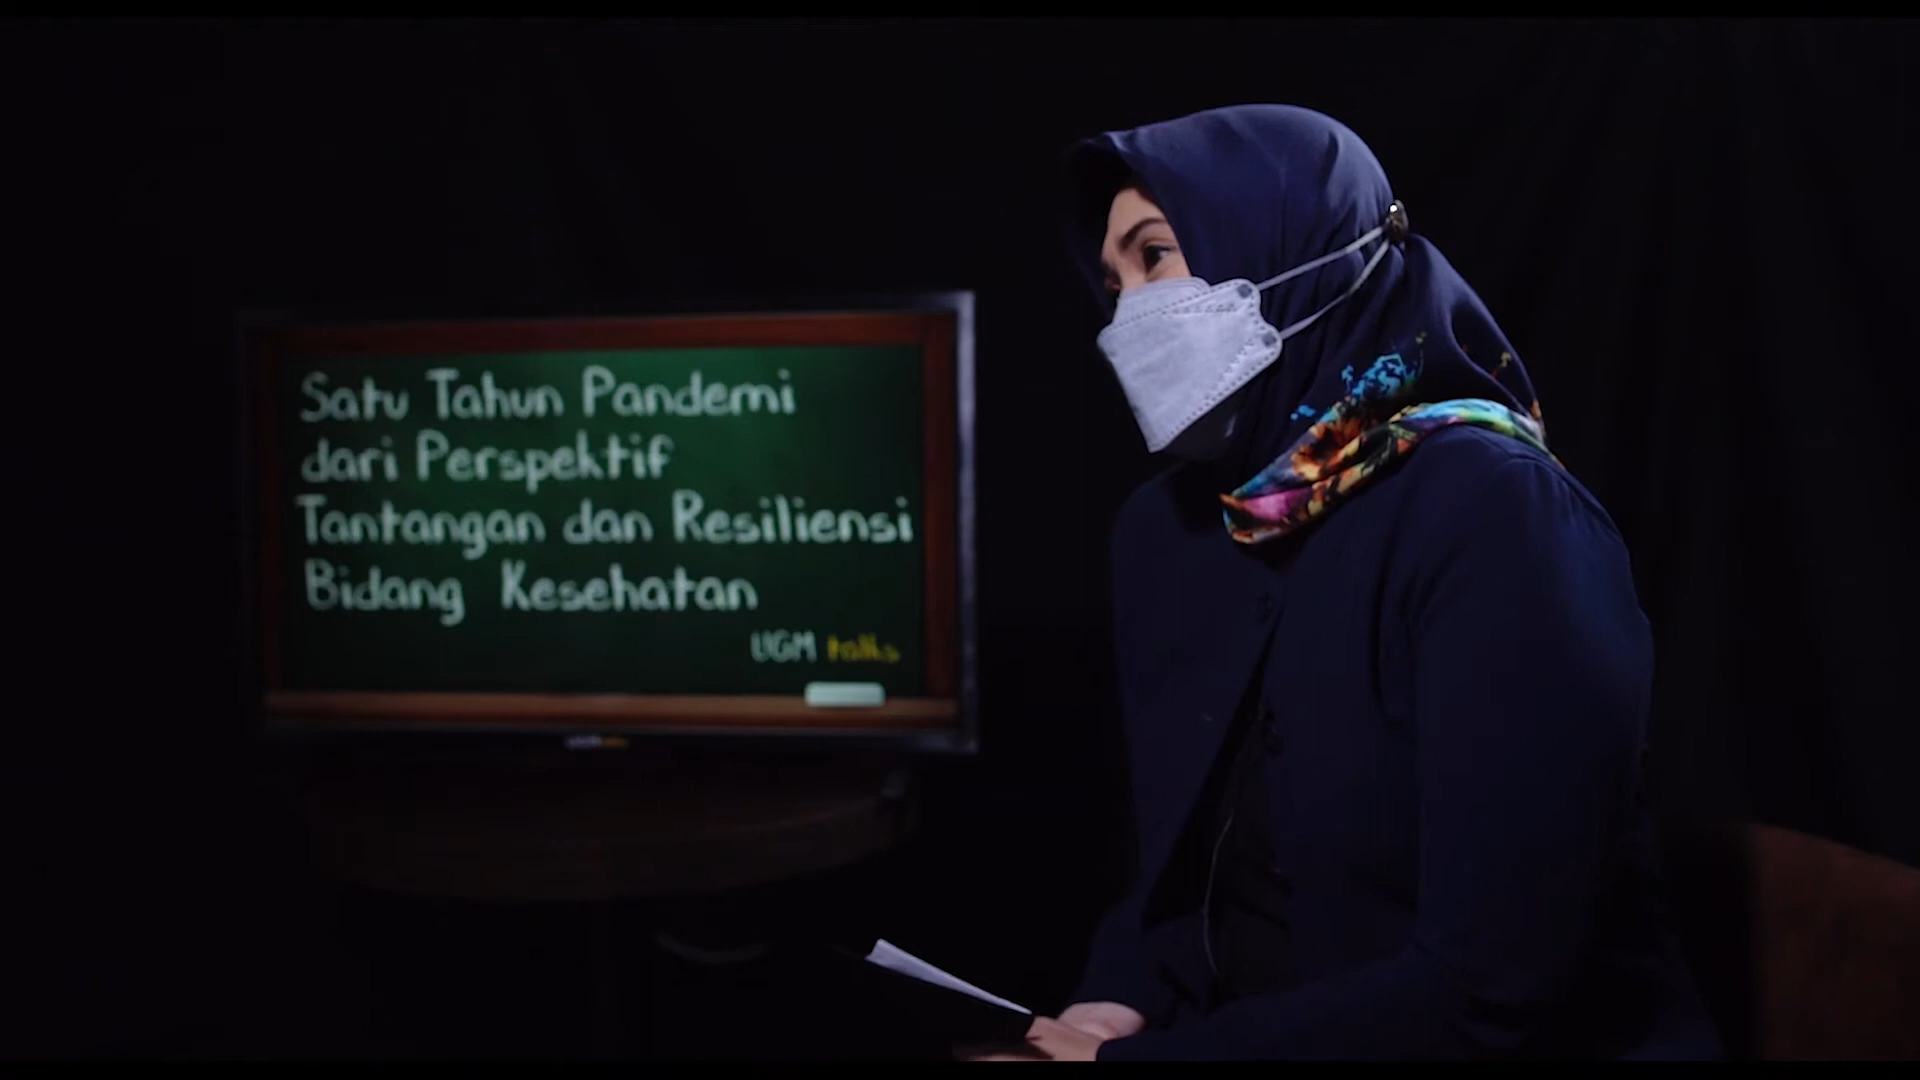 Satu Tahun Pandemi
dari Perspektif
Tantangan dan Resiliensi
Bidang Kesehatan
UGM talks